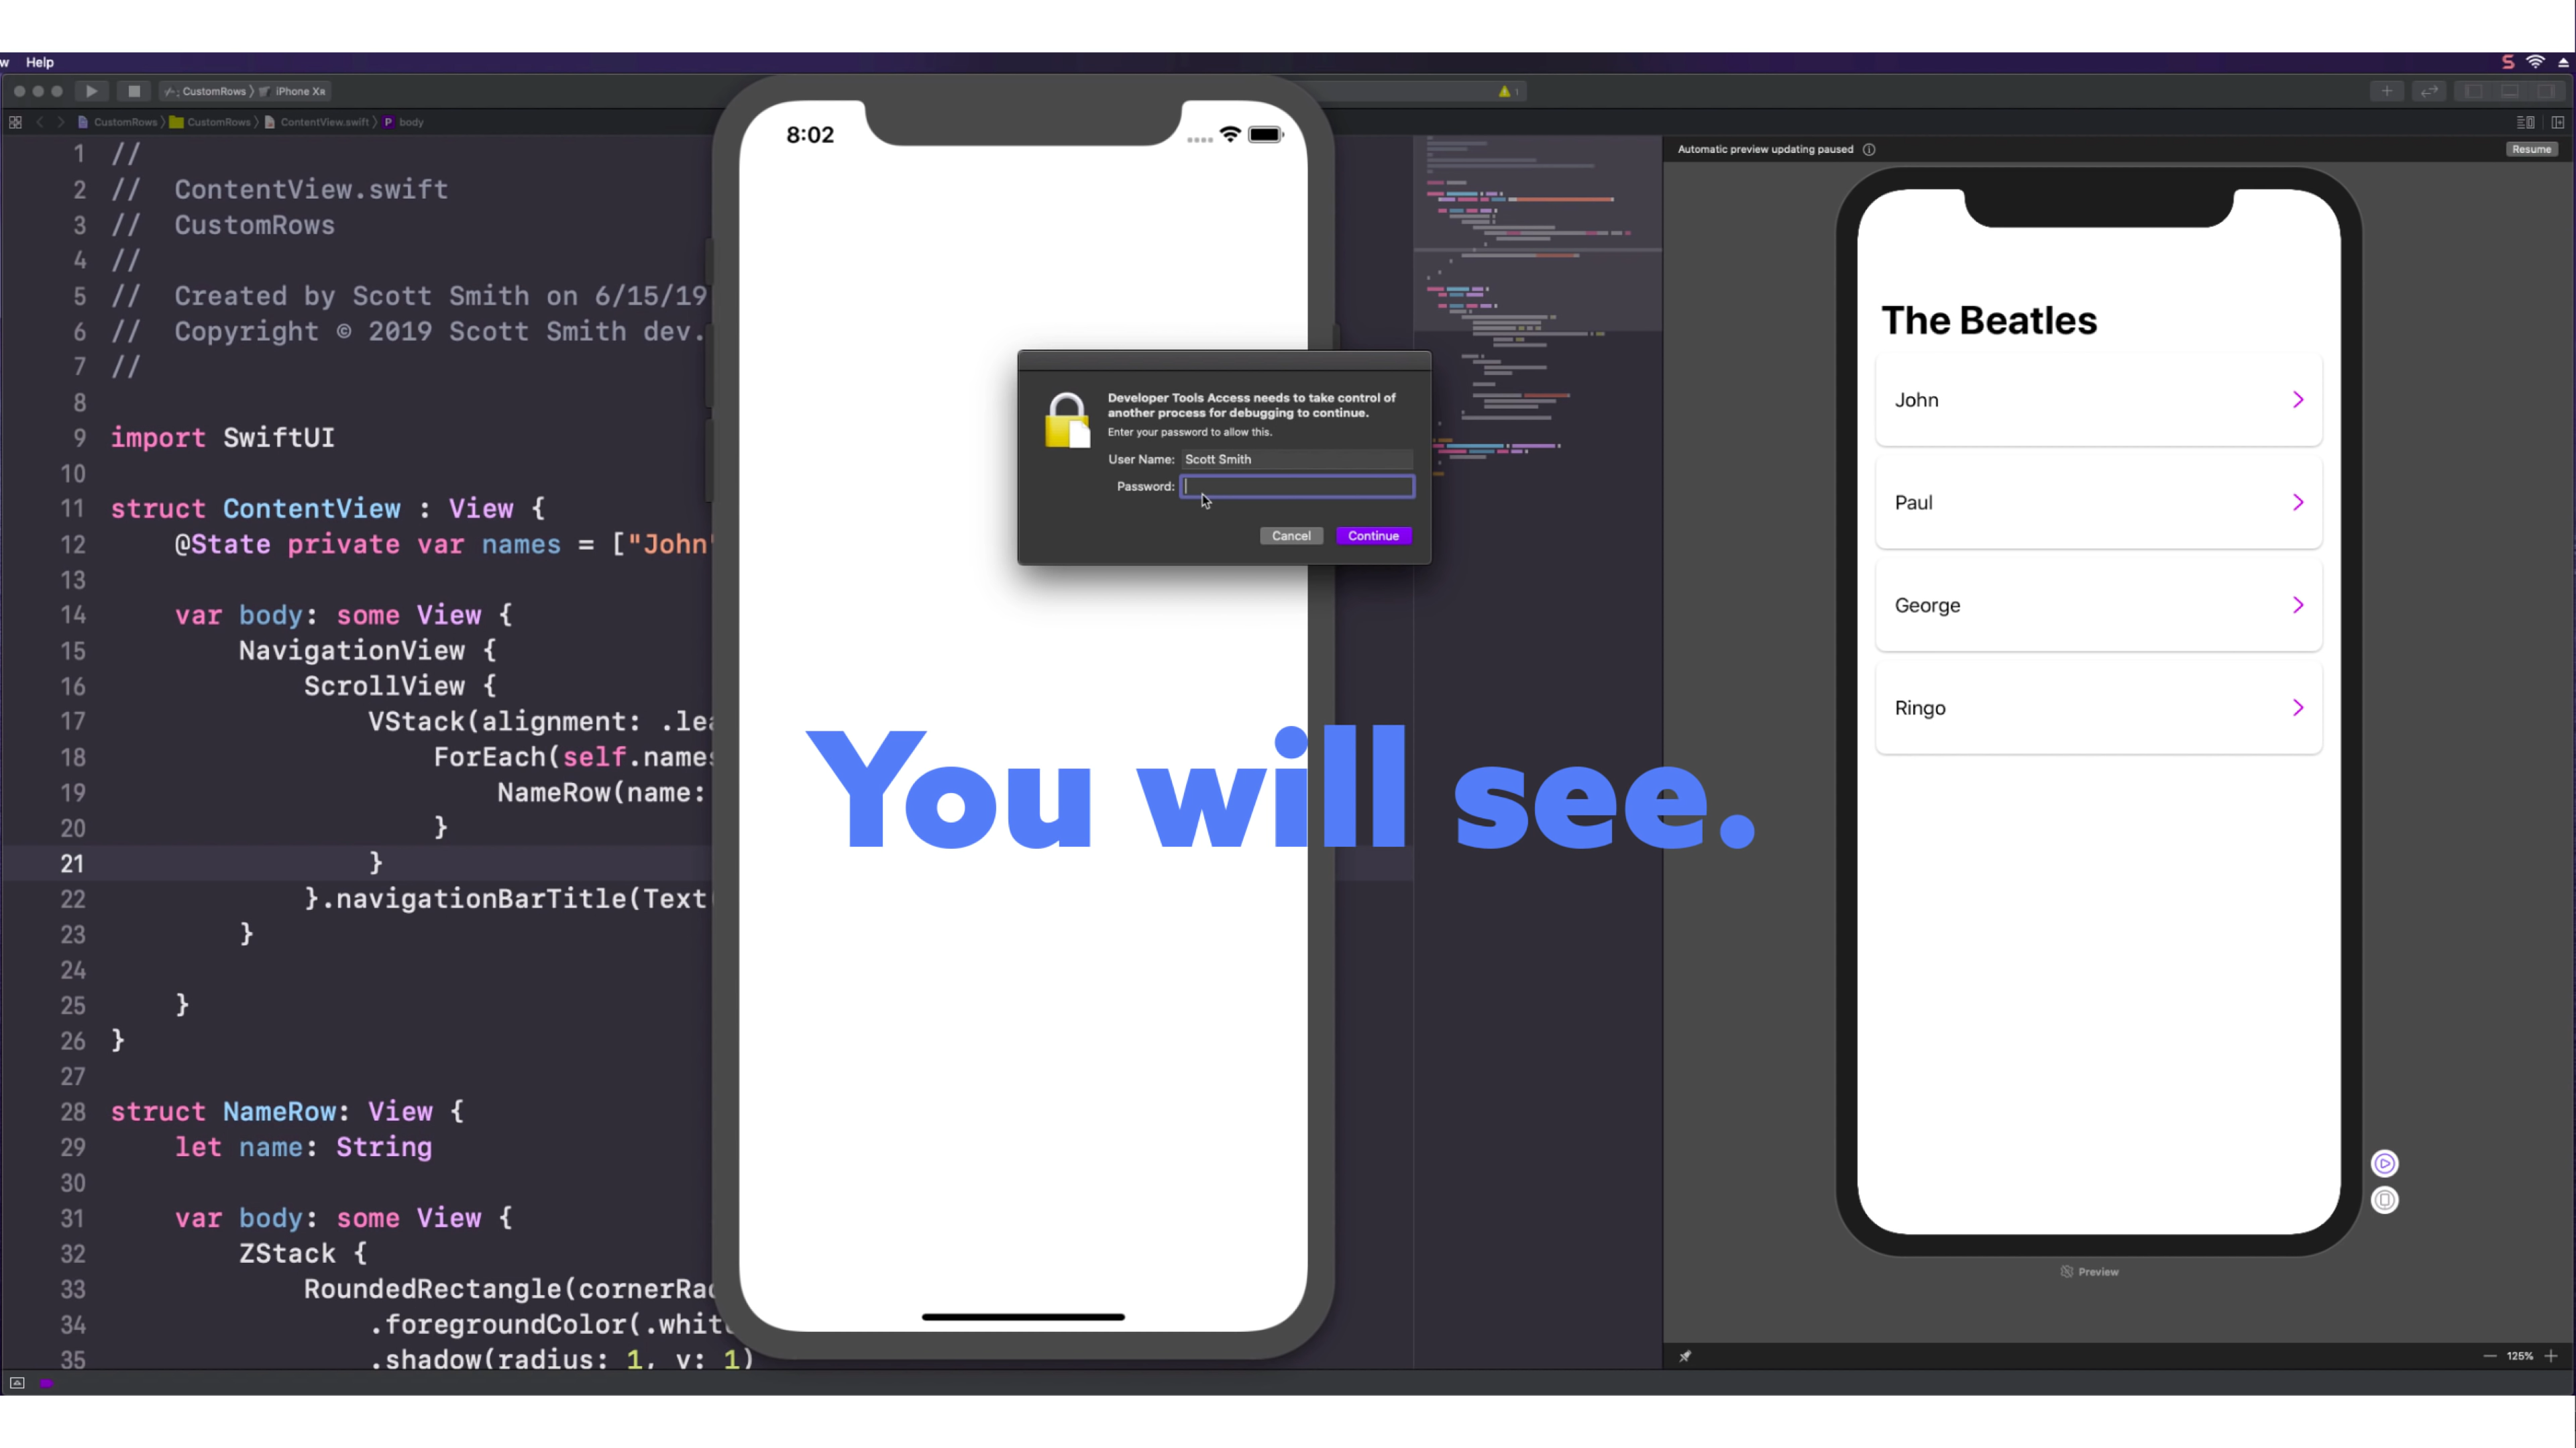 w Help
CustomRows iPhone XR
1
CustomRows CustomRows ContentView.swift P body
1 //
2 // ContentView.swift
3 // CustomRows
4 //
5 // Created by Scott Smith on 6/15/19
6 // Copyright © 2019 Scott Smith dev.
7 //
8
9 import SwiftUI
10
11 struct ContentView : View {
12 @State private var names = ["John"
13
14 var body: some View {
15 NavigationView {
16 ScrollView {
17 VStack(alignment: .lea
18 ForEach(self.names
19 NameRow(name:
20 }
21 }
22 }.navigationBarTitle(Text(
23 }
24
25 }
26 }
27
28 struct NameRow: View {
29 let name: String
30
31 var body: some View {
32 ZStack {
33 RoundedRectangle(cornerRad
34 .foregroundColor(.white
35 .shadow(radius: 1, y: 1)
8:02
Developer Tools Access needs to take control of
another process for debugging to continue.
Enter your password to allow this.
User Name: Scott Smith
Password:
Cancel Continue
You will see.
Automatic preview updating paused
Resume
The Beatles
John
Paul
George
Ringo
Preview
125%